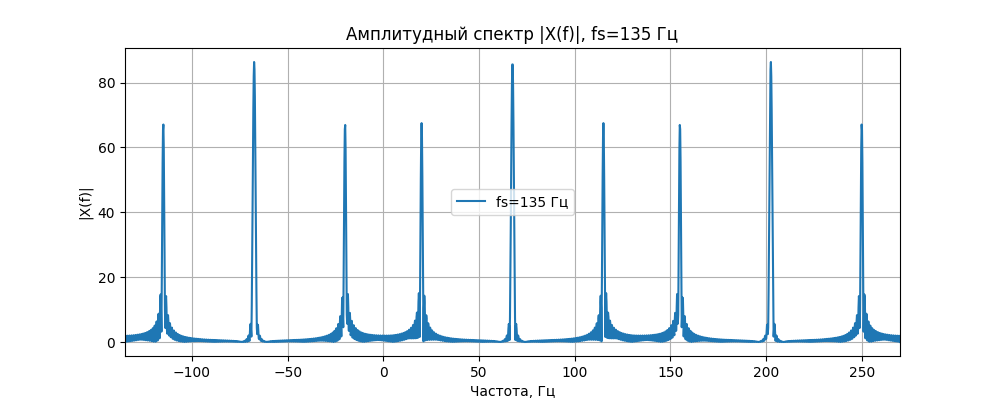 Амплитудный спектр |X(f)|, fs=135 Гц
|X(f)|
80
60
40
20
0
fs=135 Гц
−100 −50 0 50 100 150 200 250
Частота, Гц